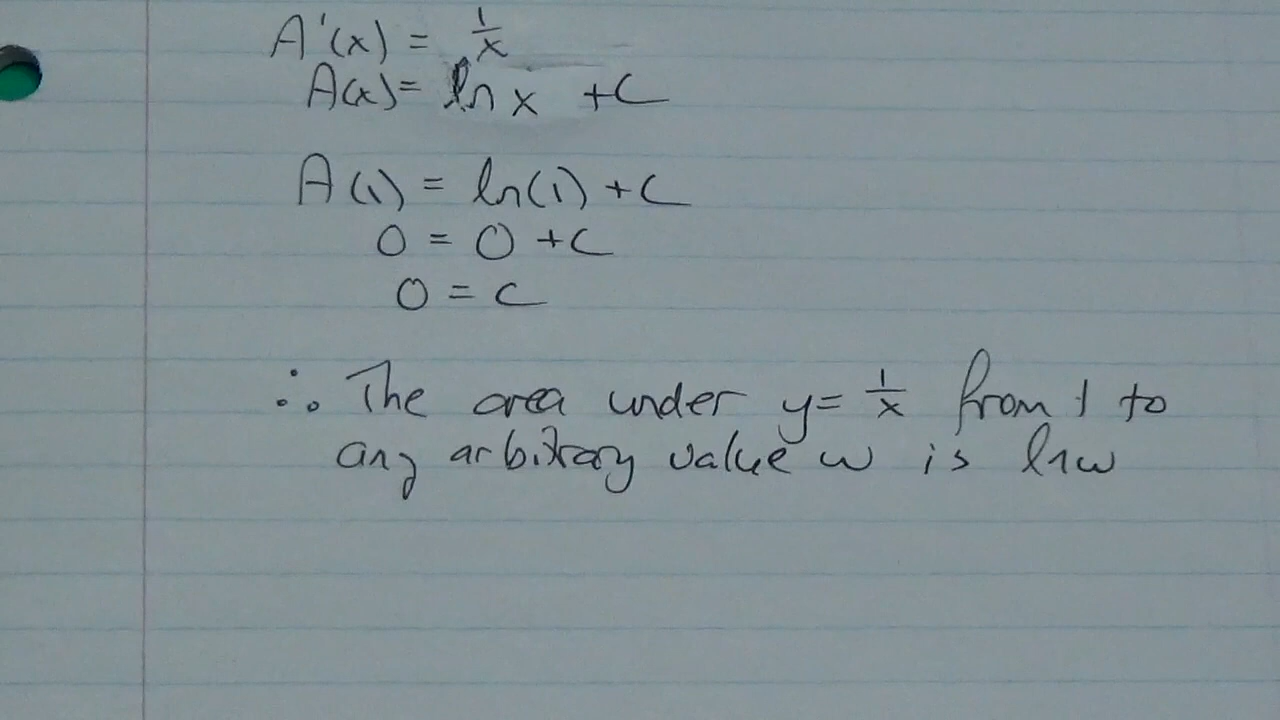 A'(x) = 1/x
A(x) = ln x + C
A(1) = ln(1) + C
0 = 0 + C
0 = C
∴ The area under y = 1/x from 1 to
any arbitrary value w is ln w